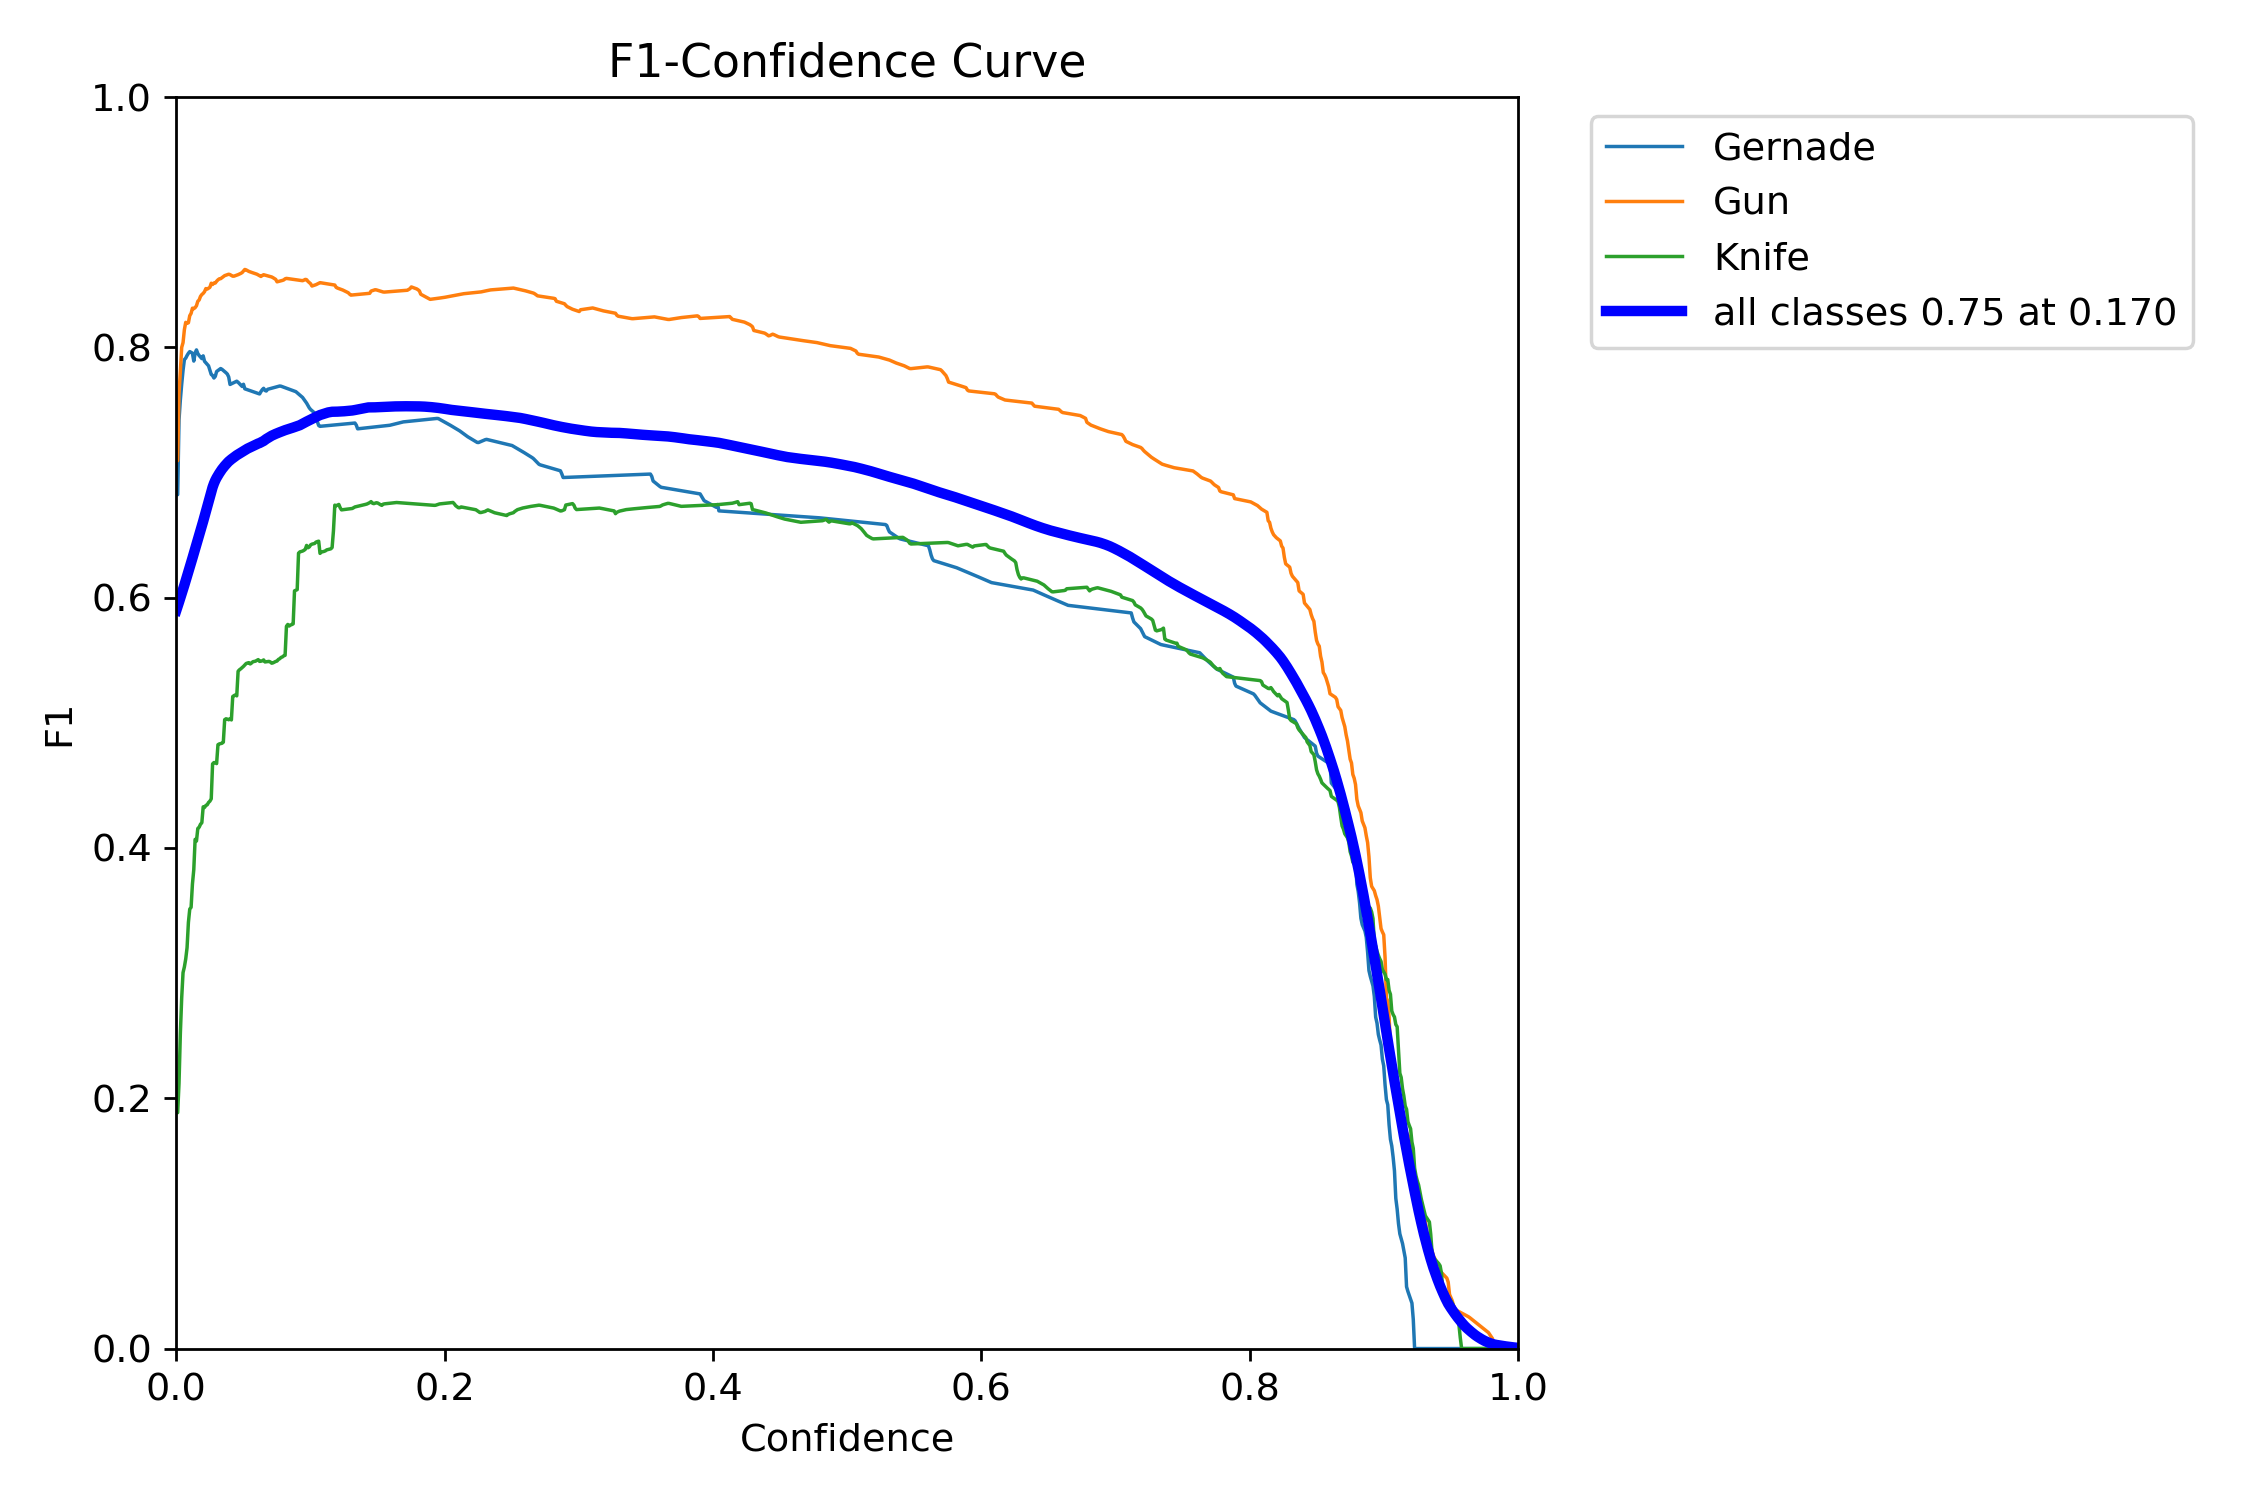 F1-Confidence Curve
1.0
0.8
0.6
0.4
0.2
0.0
F1
0.0 0.2 0.4 0.6 0.8 1.0
Confidence
Gernade
Gun
Knife
all classes 0.75 at 0.170